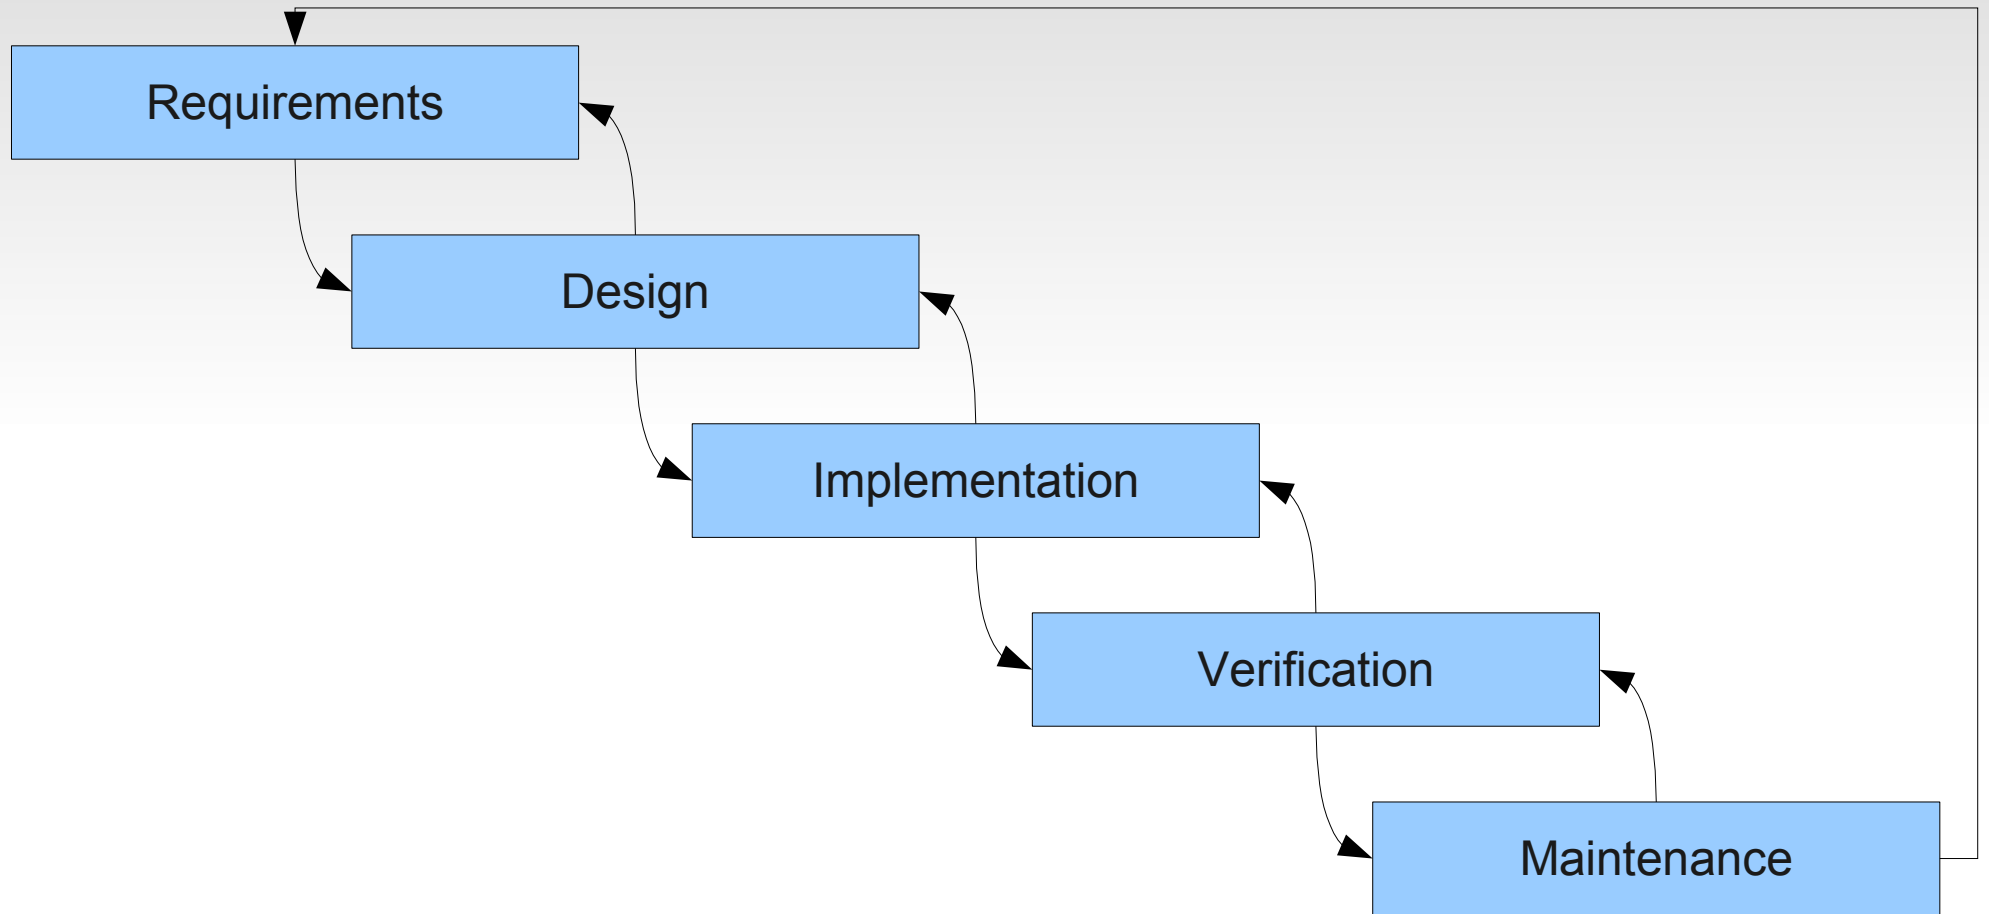 Requirements
Design
Implementation
Verification
Maintenance